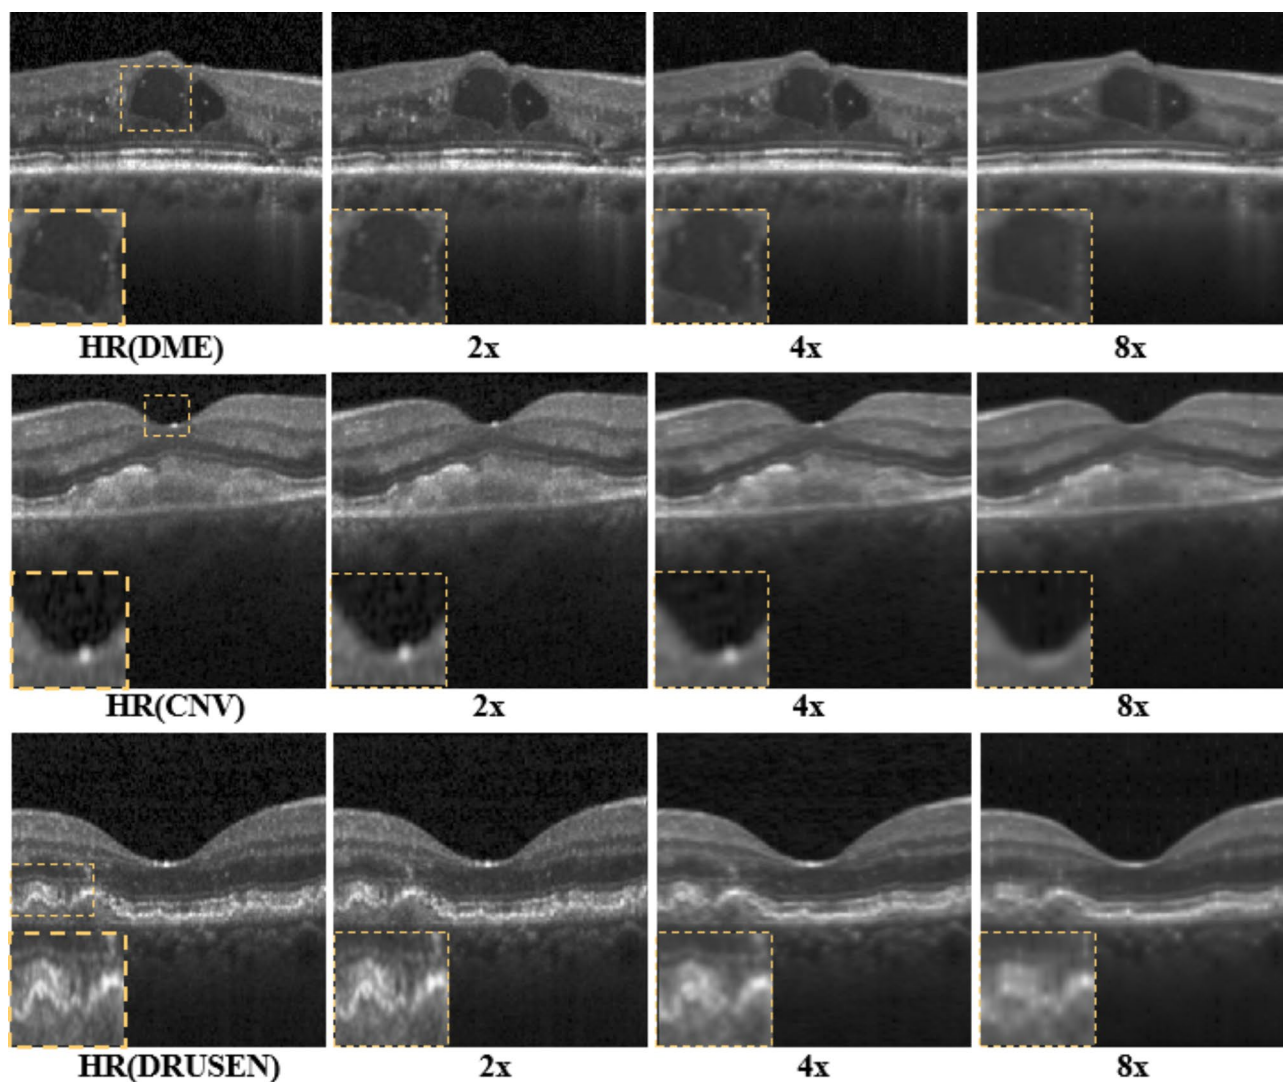 HR(DME) 2x 4x 8x
HR(CNV) 2x 4x 8x
HR(DRUSEN) 2x 4x 8x